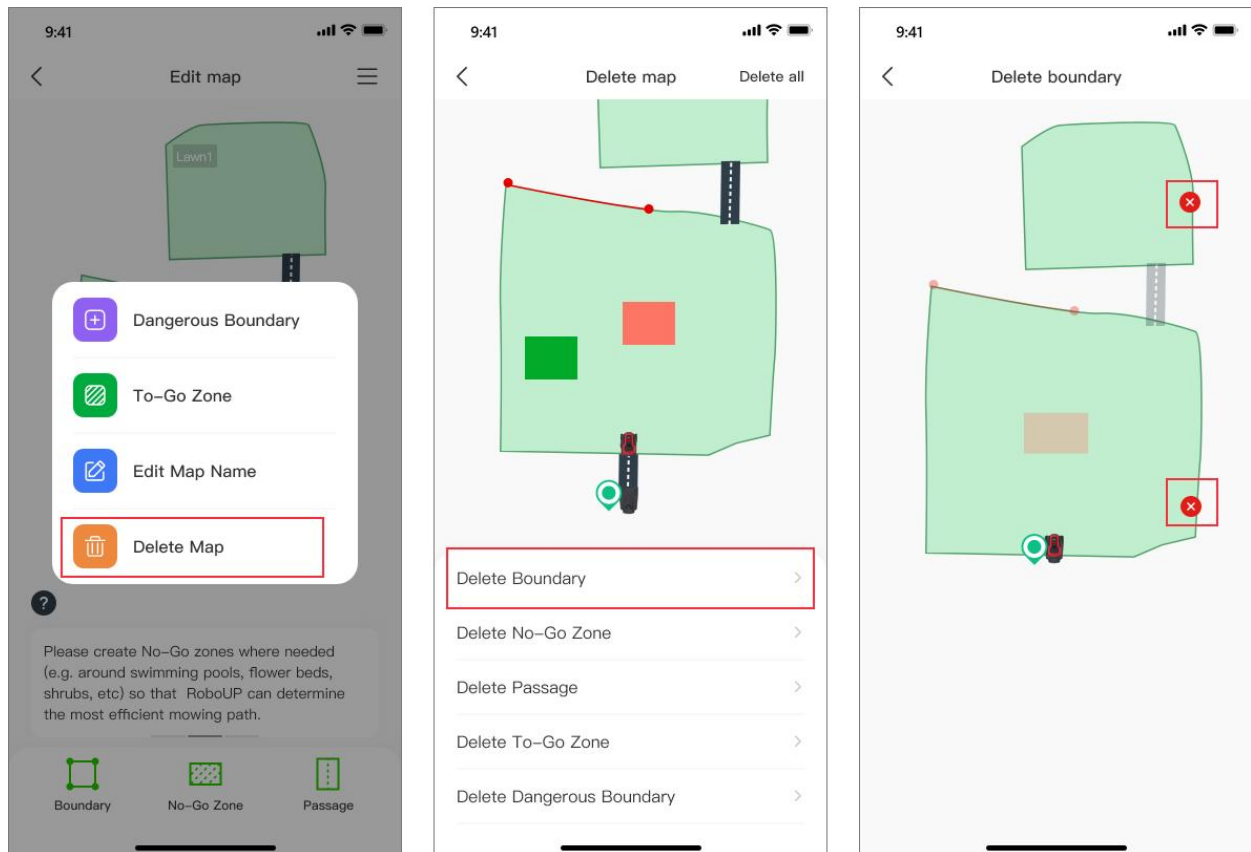 9:41
Edit map
Lawn1
Dangerous Boundary
To-Go Zone
Edit Map Name
Delete Map
?
Please create No-Go zones where needed
(e.g. around swimming pools, flower beds,
shrubs, etc) so that RoboUP can determine
the most efficient mowing path.
Boundary
No-Go Zone
Passage
9:41
Delete map
Delete all
Delete Boundary
Delete No-Go Zone
Delete Passage
Delete To-Go Zone
Delete Dangerous Boundary
9:41
Delete boundary